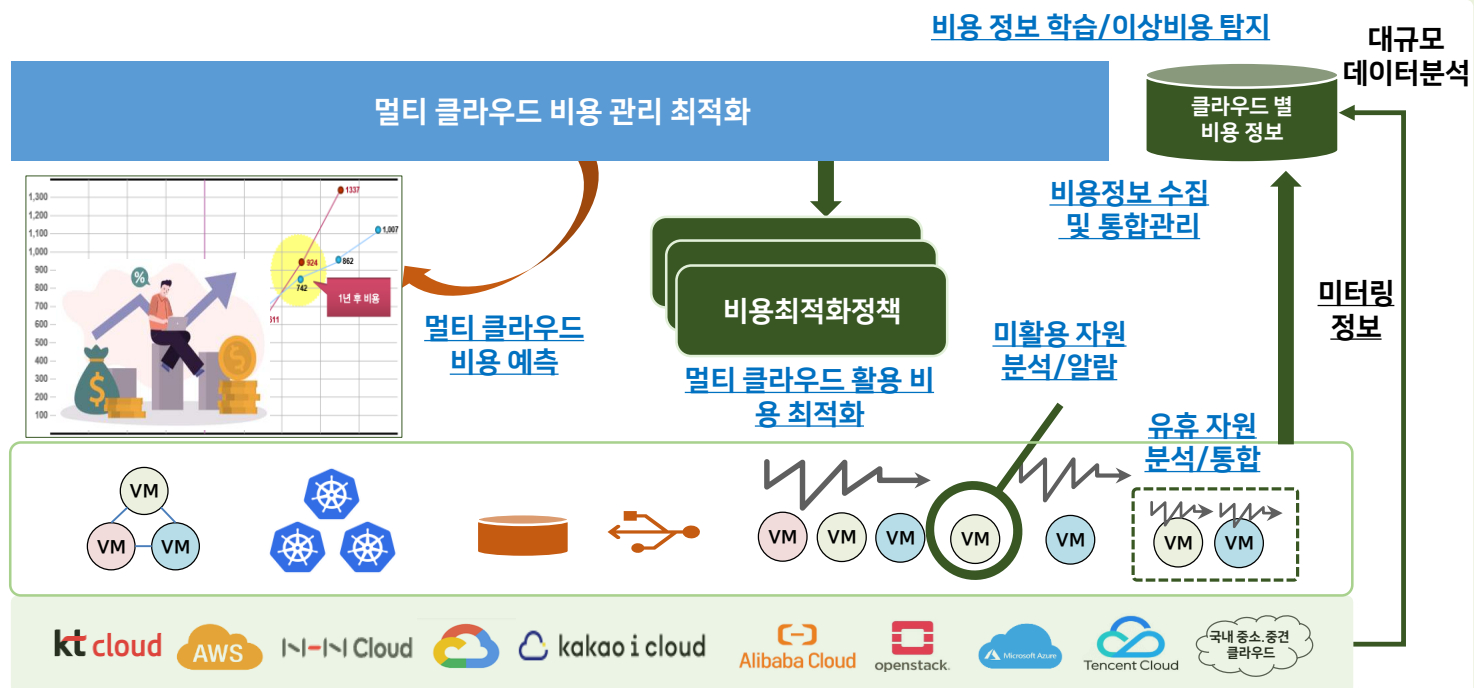 비용 정보 학습/이상비용 탐지
대규모
데이터분석
멀티 클라우드 비용 관리 최적화
클라우드 별
비용 정보
비용정보 수집
및 통합관리
미터링
정보
1,300
1,200
1,100
1,000
900
800
700
600
500
400
300
200
100
1337
1,007
924
862
742
611
1년 후 비용
%
$
$
멀티 클라우드
비용 예측
비용최적화정책
멀티 클라우드 활용 비
용 최적화
미활용 자원
분석/알람
유휴 자원
분석/통합
VM
VM
VM
VM
VM
VM
VM
VM
VM
VM
kt cloud
AWS
NHN Cloud
kakao i cloud
Alibaba Cloud
openstack.
Microsoft Azure
Tencent Cloud
국내 중소.중견
클라우드